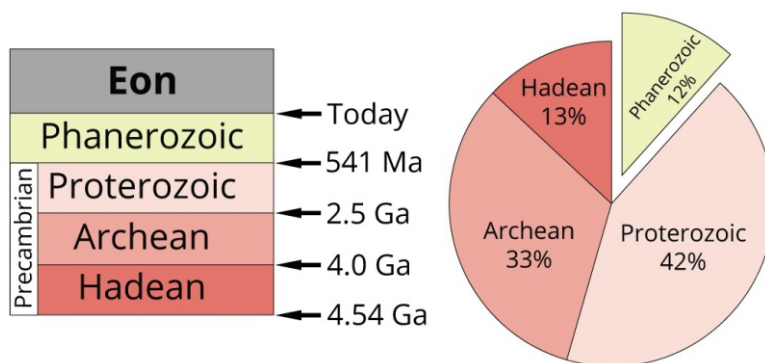 Eon
Phanerozoic
Proterozoic
Archean
Hadean
Precambrian
Today
541 Ma
2.5 Ga
4.0 Ga
4.54 Ga
Hadean
13%
Phanerozoic
12%
Archean
33%
Proterozoic
42%